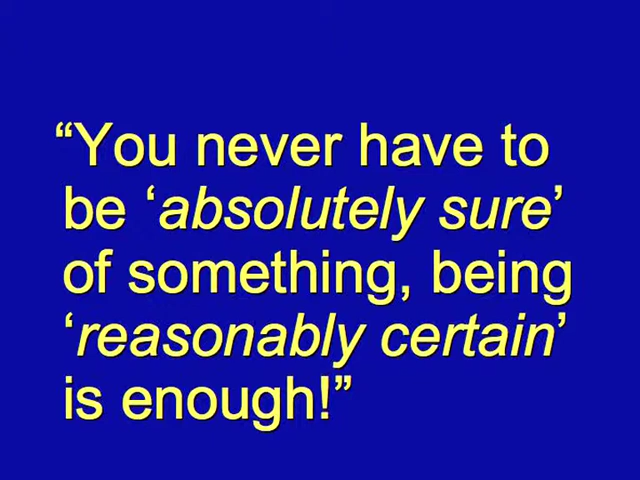 “You never have to
be ‘absolutely sure’
of something, being
‘reasonably certain’
is enough!”